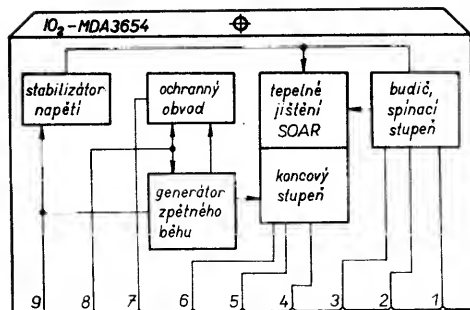 IO₂-MDA3654
stabilizátor
napětí
ochranný
obvod
tepelné
jištění
SOAR
budič,
spínací
stupeň
koncový
stupeň
generátor
zpětného
běhu
9 8 7 6 5 4 3 2 1